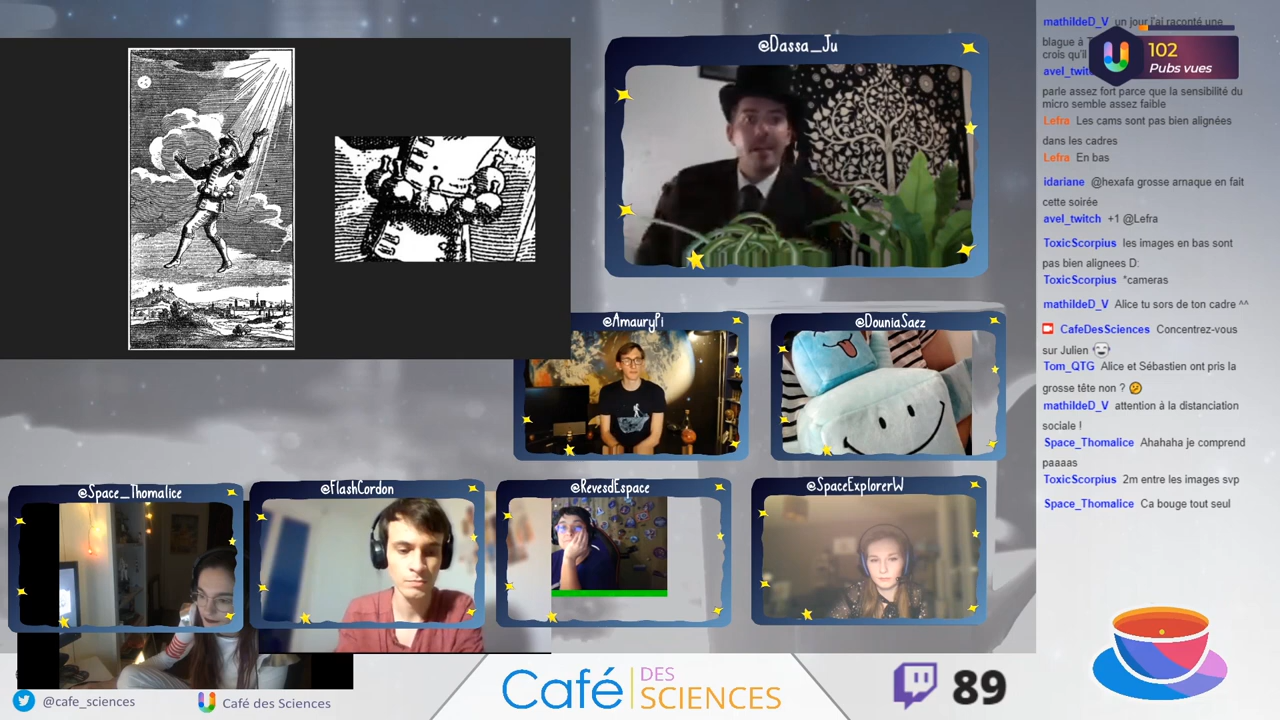 @Dassa_Ju
@AmauryPi
@DouniaSaez
@Space_Thomalice
@FlashCordon
@RevesdEspace
@SpaceExplorerW
mathildeD_V un jour j'ai raconté une
blague à
crois qu'il
102
Pubs vues
avel_twitc
parle assez fort parce que la sensibilité du
micro semble assez faible
Lefra Les cams sont pas bien alignées
dans les cadres
Lefra En bas
idariane @hexafa grosse arnaque en fait
cette soirée
avel_twitch +1 @Lefra
ToxicScorpius les images en bas sont
pas bien alignees D:
ToxicScorpius *cameras
mathildeD_V Alice tu sors de ton cadre ^^
CafeDesSciences Concentrez-vous
sur Julien
Tom_QTG Alice et Sébastien ont pris la
grosse tête non ?
mathildeD_V attention à la distanciation
sociale !
Space_Thomalice Ahahaha je comprend
paaaas
ToxicScorpius 2m entre les images svp
Space_Thomalice Ca bouge tout seul
@cafe_sciences
Café des Sciences
Café DES
SCIENCES
89